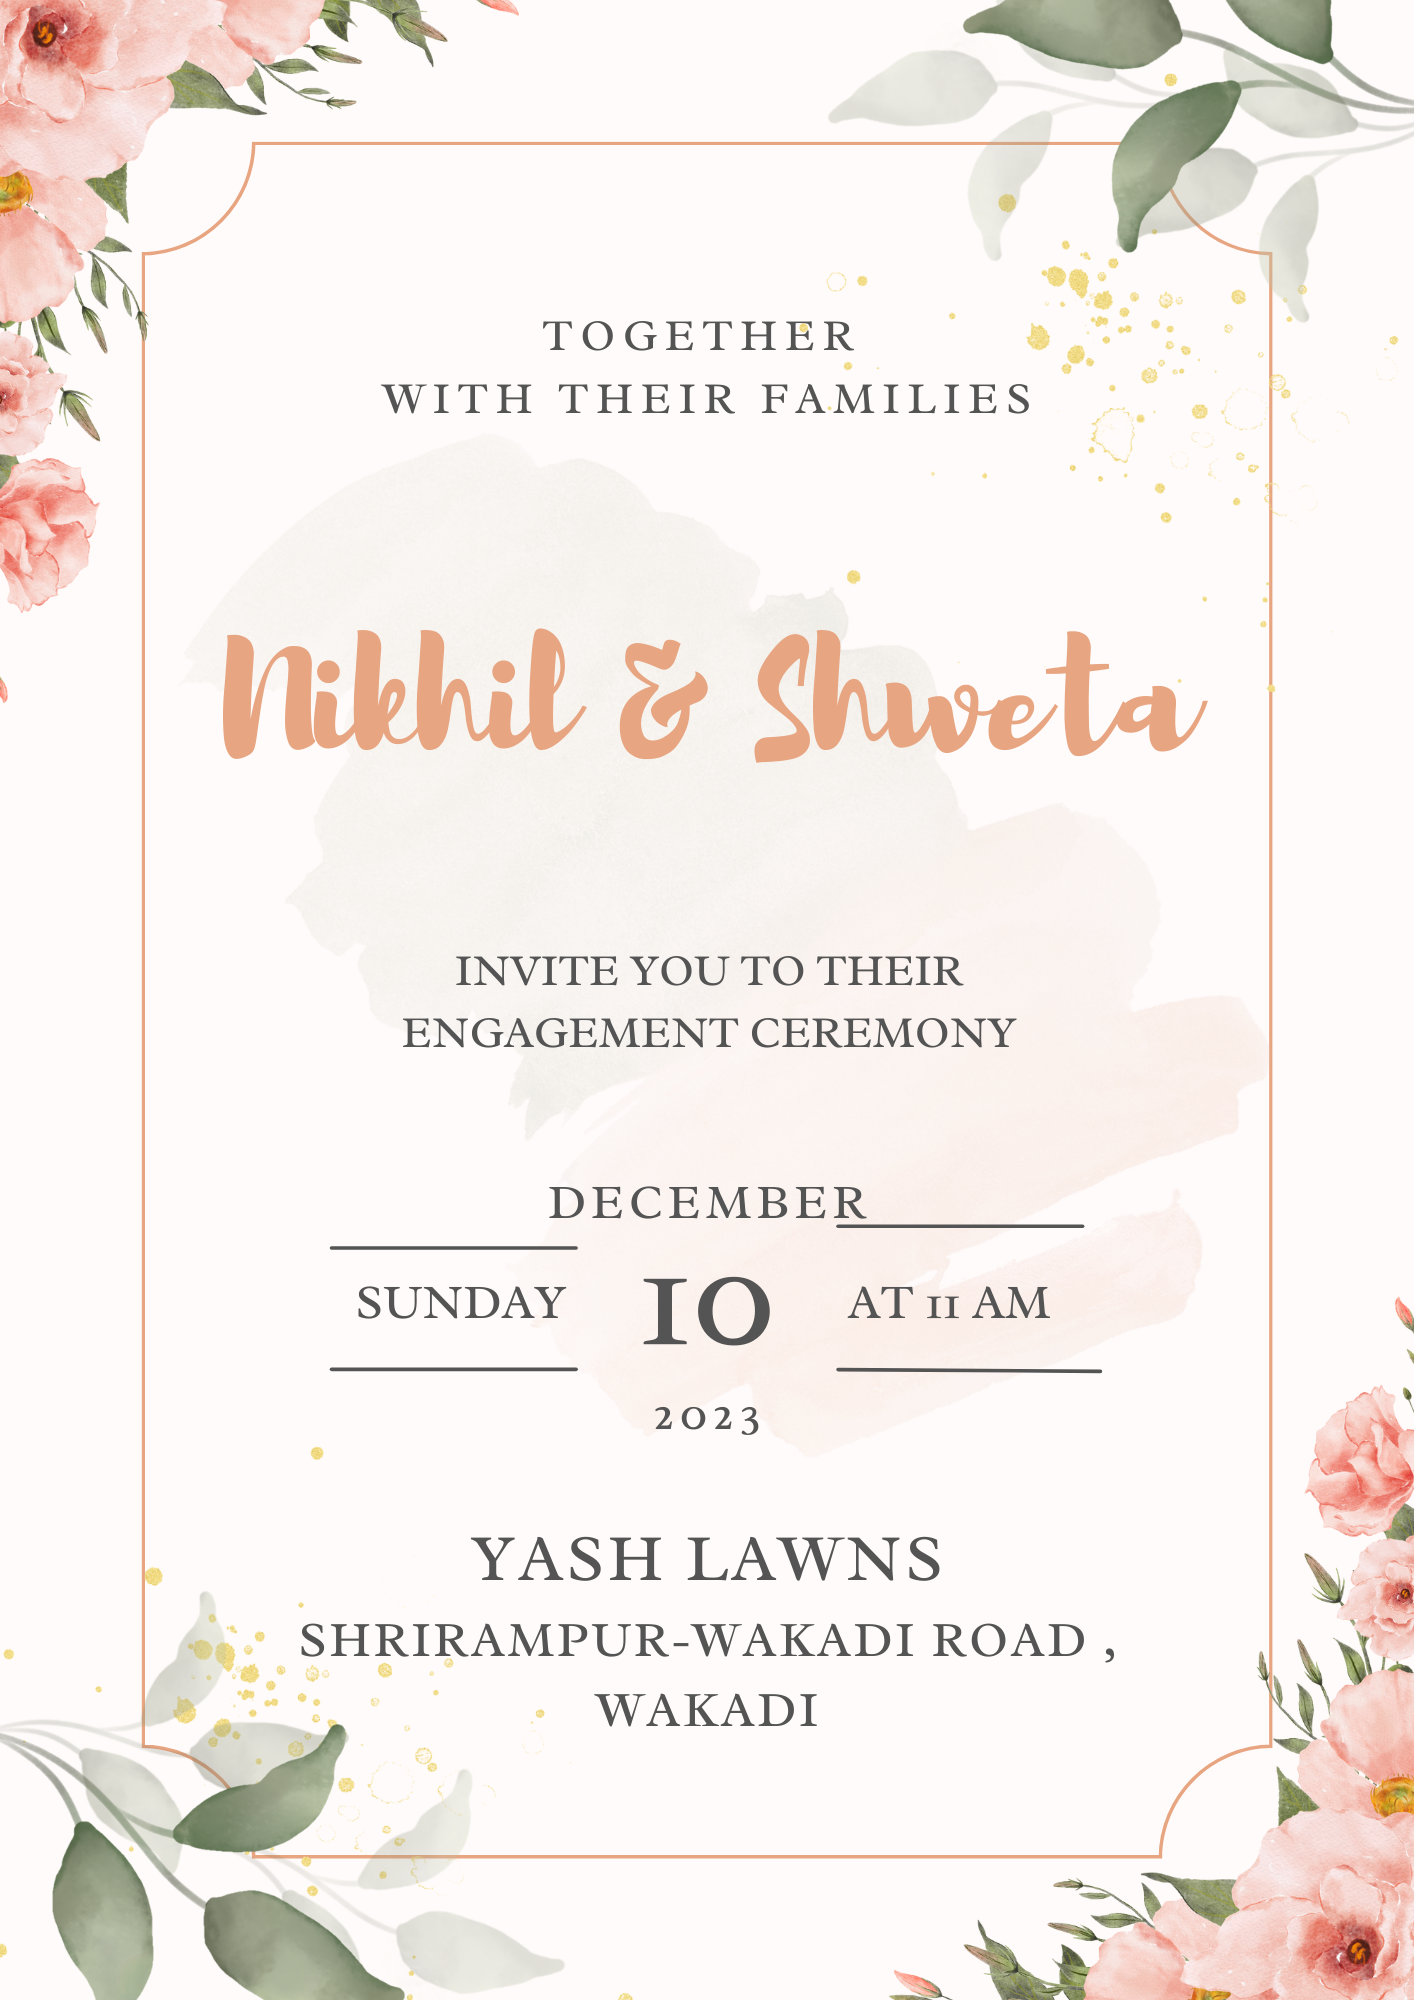 TOGETHER
WITH THEIR FAMILIES
Nikhil & Shweta
INVITE YOU TO THEIR
ENGAGEMENT CEREMONY
DECEMBER
SUNDAY 10 AT 11 AM
2023
YASH LAWNS
SHRIRAMPUR-WAKADI ROAD ,
WAKADI